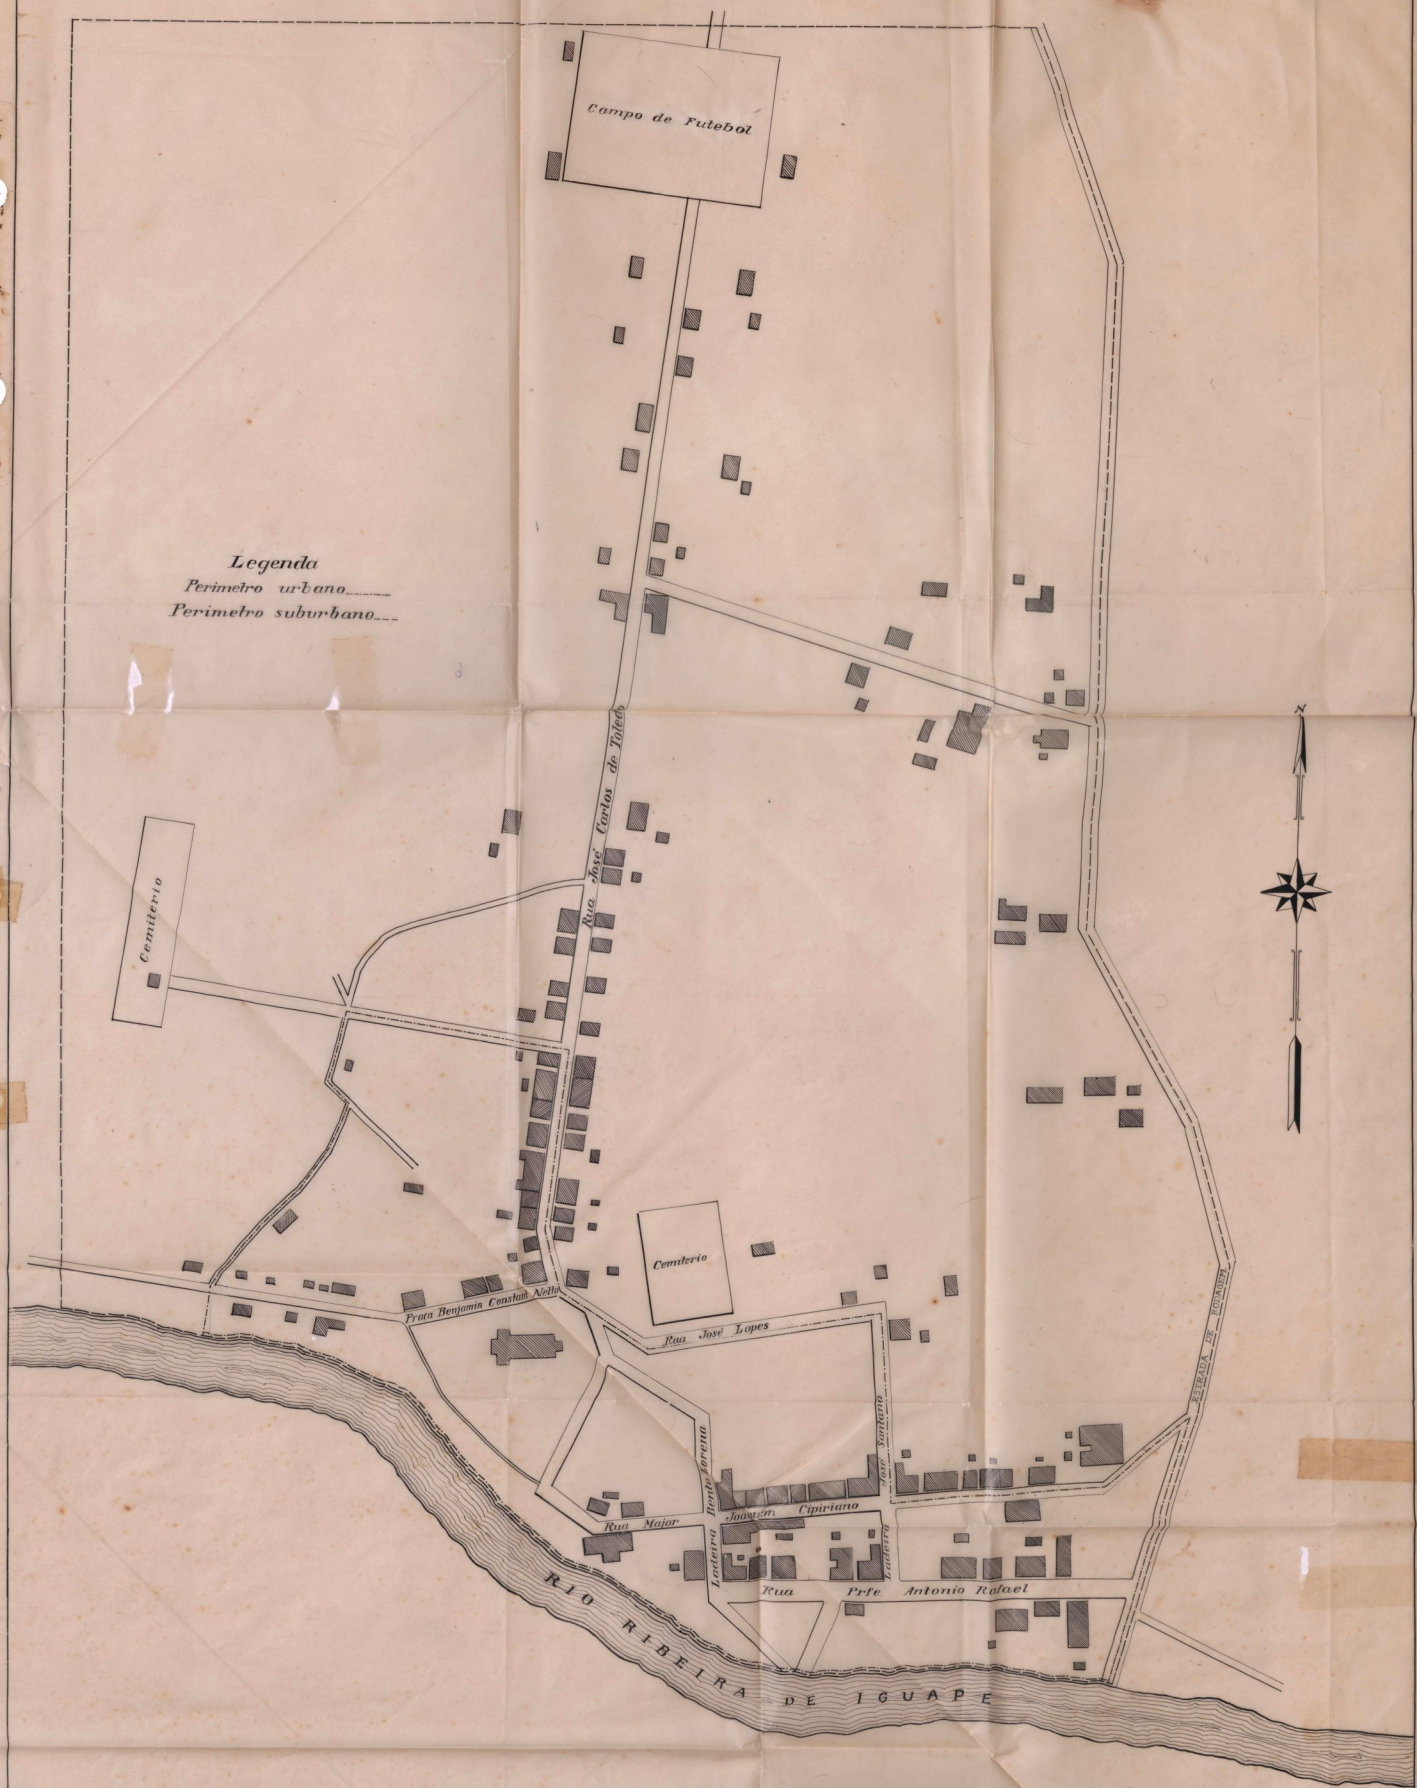 Campo de Futebol
Legenda
Perimetro urbano
Perimetro suburbano
Rua José Carlos de Toledo
N
Cemiterio
Cemiterio
Praça Benjamin Constant Netto
Rua José Lopes
ESTRADA DE RODAGEM
Ladeira Bento Lorena
Ladeira José Santana
Rua Major Joaquim Cipiriano
Rua Prfe Antonio Rafael
RIO RIBEIRA DE IGUAPE